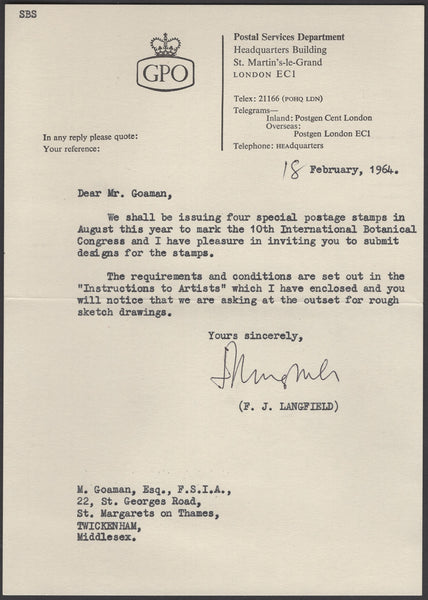 SBS
GPO
Postal Services Department
Headquarters Building
St. Martin's-le-Grand
LONDON EC1
Telex: 21166 (POHQ LDN)
Telegrams—
Inland: Postgen Cent London
Overseas:
Postgen London EC1
Telephone: HEAdquarters
In any reply please quote:
Your reference:
18 February, 1964.
Dear Mr. Goaman,
We shall be issuing four special postage stamps in
August this year to mark the 10th International Botanical
Congress and I have pleasure in inviting you to submit
designs for the stamps.
The requirements and conditions are set out in the
"Instructions to Artists" which I have enclosed and you
will notice that we are asking at the outset for rough
sketch drawings.
Yours sincerely,
(F. J. LANGFIELD)
M. Goaman, Esq., F.S.I.A.,
22, St. Georges Road,
St. Margarets on Thames,
TWICKENHAM,
Middlesex.